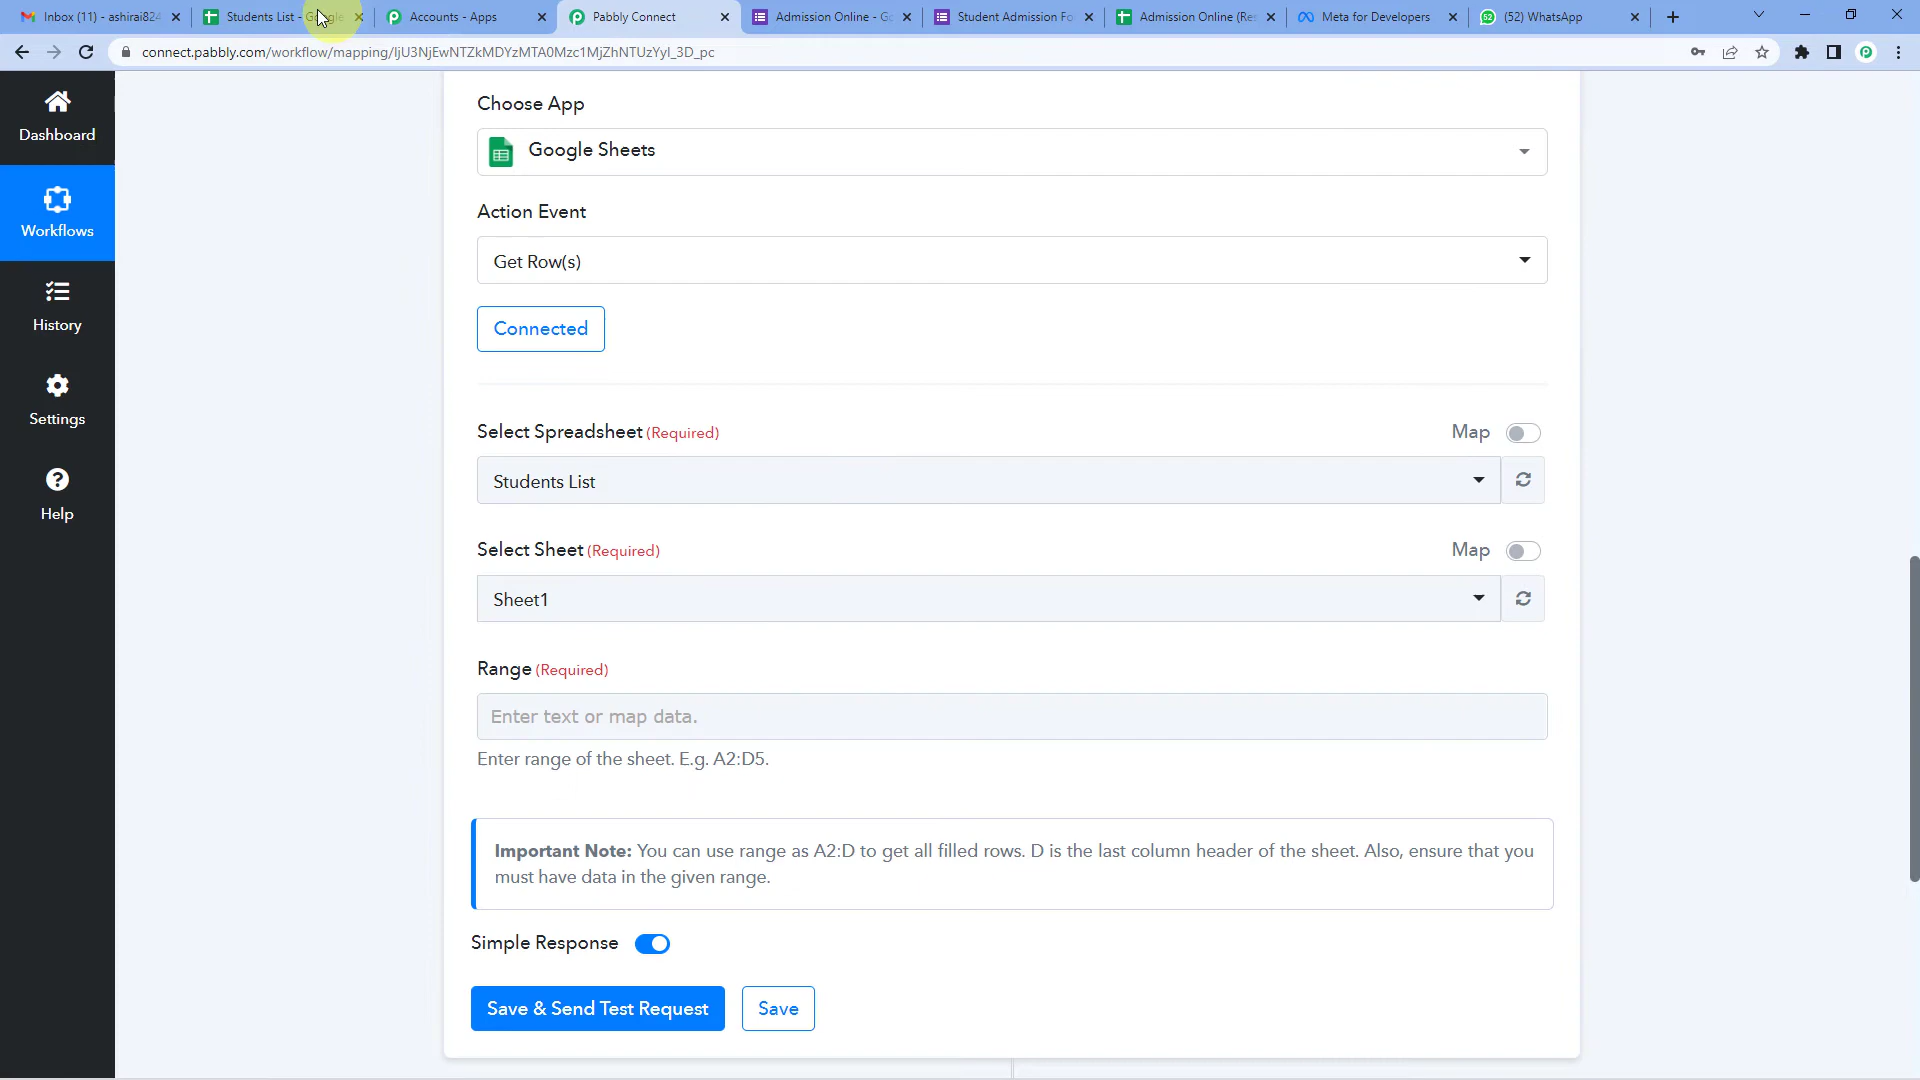 Inbox (11) - ashirai824
Students List - Google
Accounts - Apps
Pabbly Connect
Admission Online - Go
Student Admission Fo
Admission Online (Res
Meta for Developers
(52) WhatsApp
connect.pabbly.com/workflow/mapping/IjU3NjEwNTZkMDYzMTA0Mzc1MjZhNTUzYyI_3D_pc
Dashboard
Workflows
History
Settings
Help
Choose App
Google Sheets
Action Event
Get Row(s)
Connected
Select Spreadsheet (Required)
Map
Students List
Select Sheet (Required)
Map
Sheet1
Range (Required)
Enter text or map data.
Enter range of the sheet. E.g. A2:D5.
Important Note: You can use range as A2:D to get all filled rows. D is the last column header of the sheet. Also, ensure that you
must have data in the given range.
Simple Response
Save & Send Test Request
Save